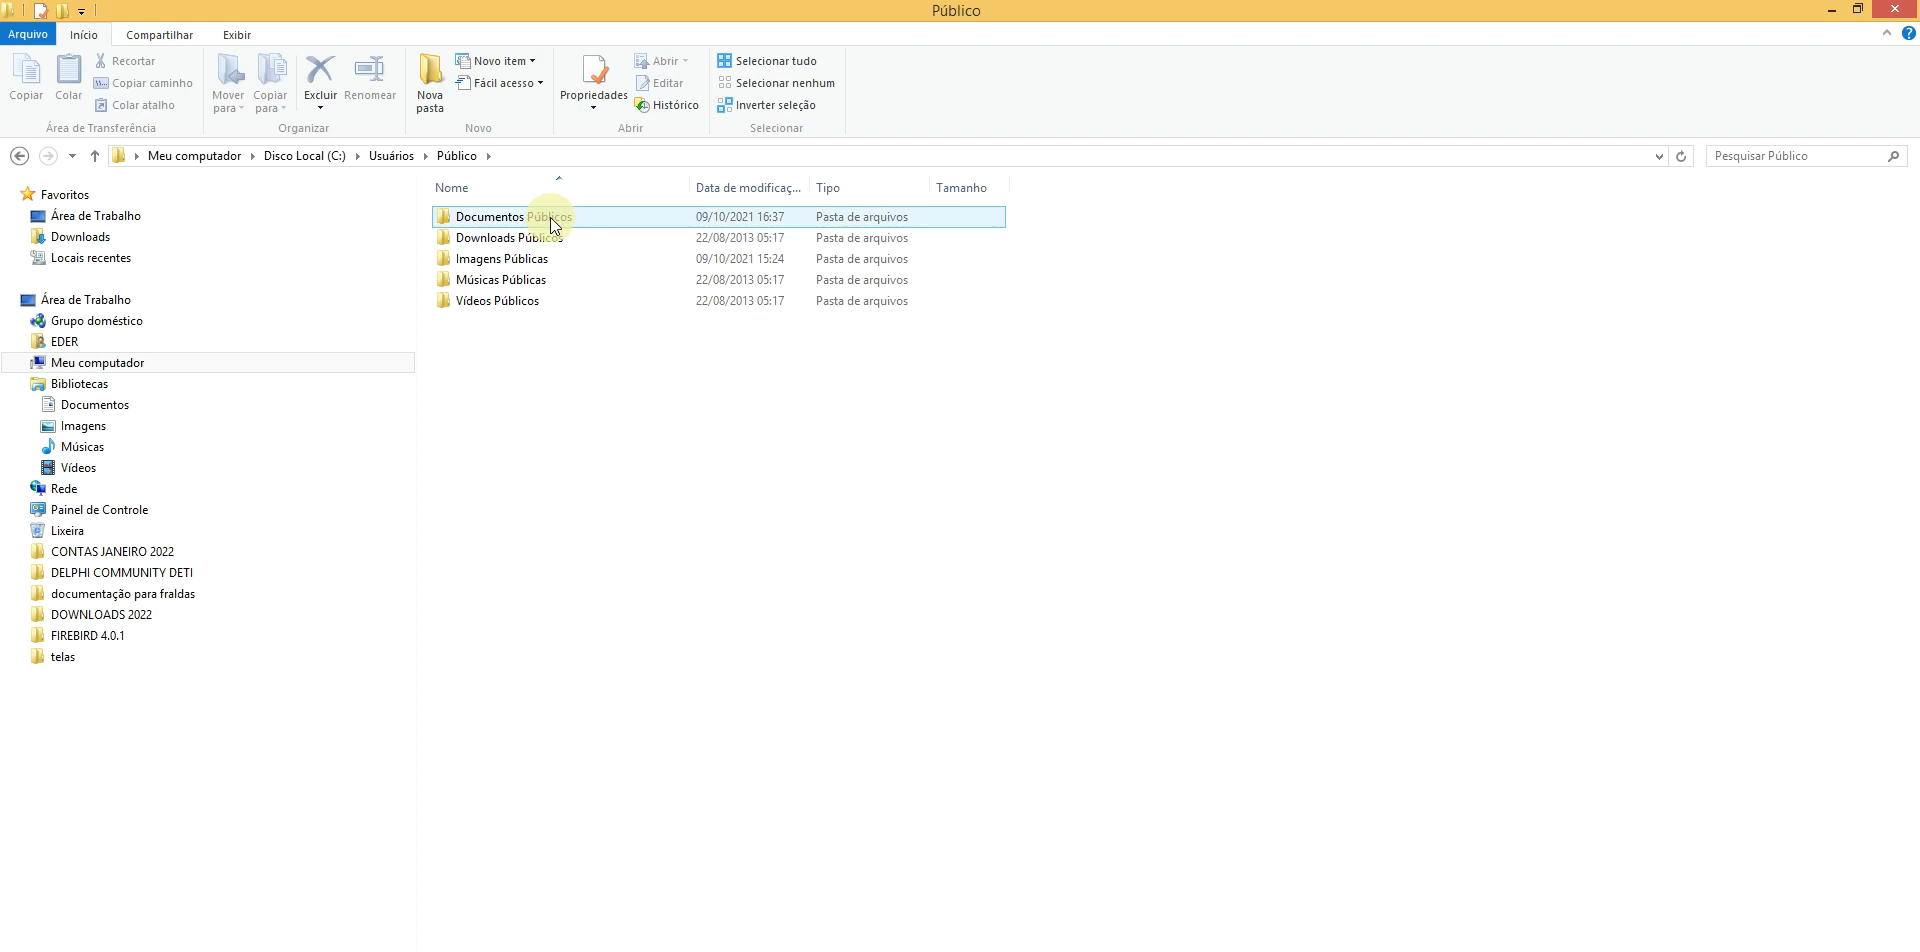 Público
Arquivo Início Compartilhar Exibir
Copiar Colar Recortar Copiar caminho Colar atalho
Área de Transferência
Mover para Copiar para Excluir Renomear
Organizar
Nova pasta Novo item Fácil acesso
Novo
Propriedades Abrir Editar Histórico
Abrir
Selecionar tudo
Selecionar nenhum
Inverter seleção
Selecionar
Meu computador Disco Local (C:) Usuários Público
Pesquisar Público
Favoritos
Área de Trabalho
Downloads
Locais recentes
Área de Trabalho
Grupo doméstico
EDER
Meu computador
Bibliotecas
Documentos
Imagens
Músicas
Vídeos
Rede
Painel de Controle
Lixeira
CONTAS JANEIRO 2022
DELPHI COMMUNITY DETI
documentação para fraldas
DOWNLOADS 2022
FIREBIRD 4.0.1
telas
Nome Data de modificaç... Tipo Tamanho
Documentos Públicos 09/10/2021 16:37 Pasta de arquivos
Downloads Públicos 22/08/2013 05:17 Pasta de arquivos
Imagens Públicas 09/10/2021 15:24 Pasta de arquivos
Músicas Públicas 22/08/2013 05:17 Pasta de arquivos
Vídeos Públicos 22/08/2013 05:17 Pasta de arquivos